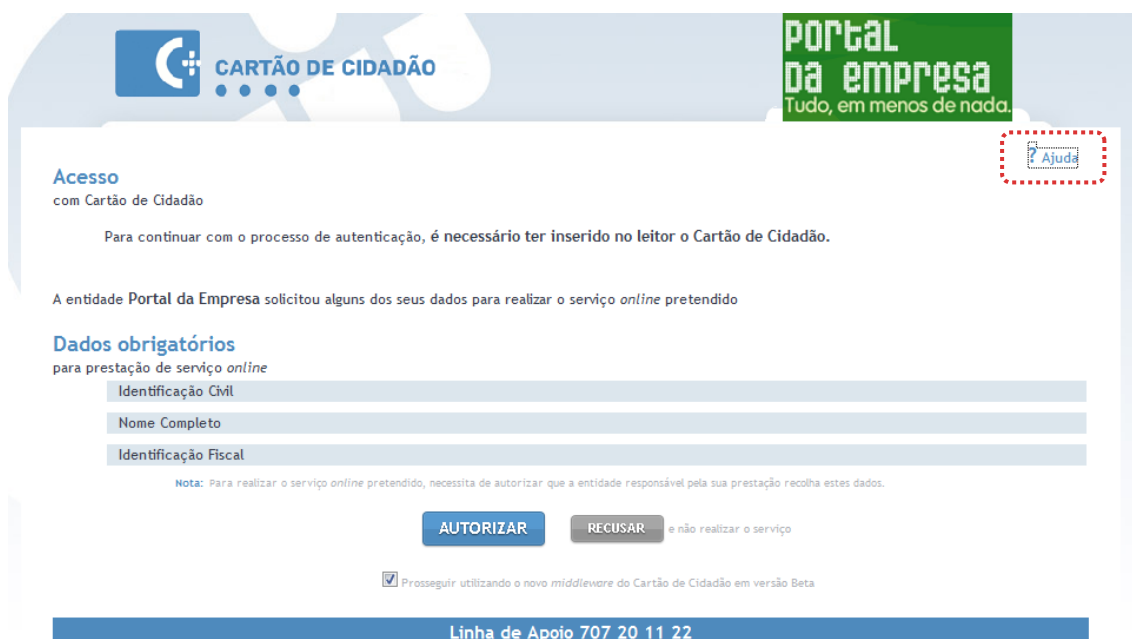 CARTÃO DE CIDADÃO
Portal
da empresa
Tudo, em menos de nada.
? Ajuda
Acesso
com Cartão de Cidadão
Para continuar com o processo de autenticação, é necessário ter inserido no leitor o Cartão de Cidadão.
A entidade Portal da Empresa solicitou alguns dos seus dados para realizar o serviço online pretendido
Dados obrigatórios
para prestação de serviço online
Identificação Civil
Nome Completo
Identificação Fiscal
Nota: Para realizar o serviço online pretendido, necessita de autorizar que a entidade responsável pela sua prestação recolha estes dados.
AUTORIZAR RECUSAR e não realizar o serviço
Prosseguir utilizando o novo middleware do Cartão de Cidadão em versão Beta
Linha de Apoio 707 20 11 22